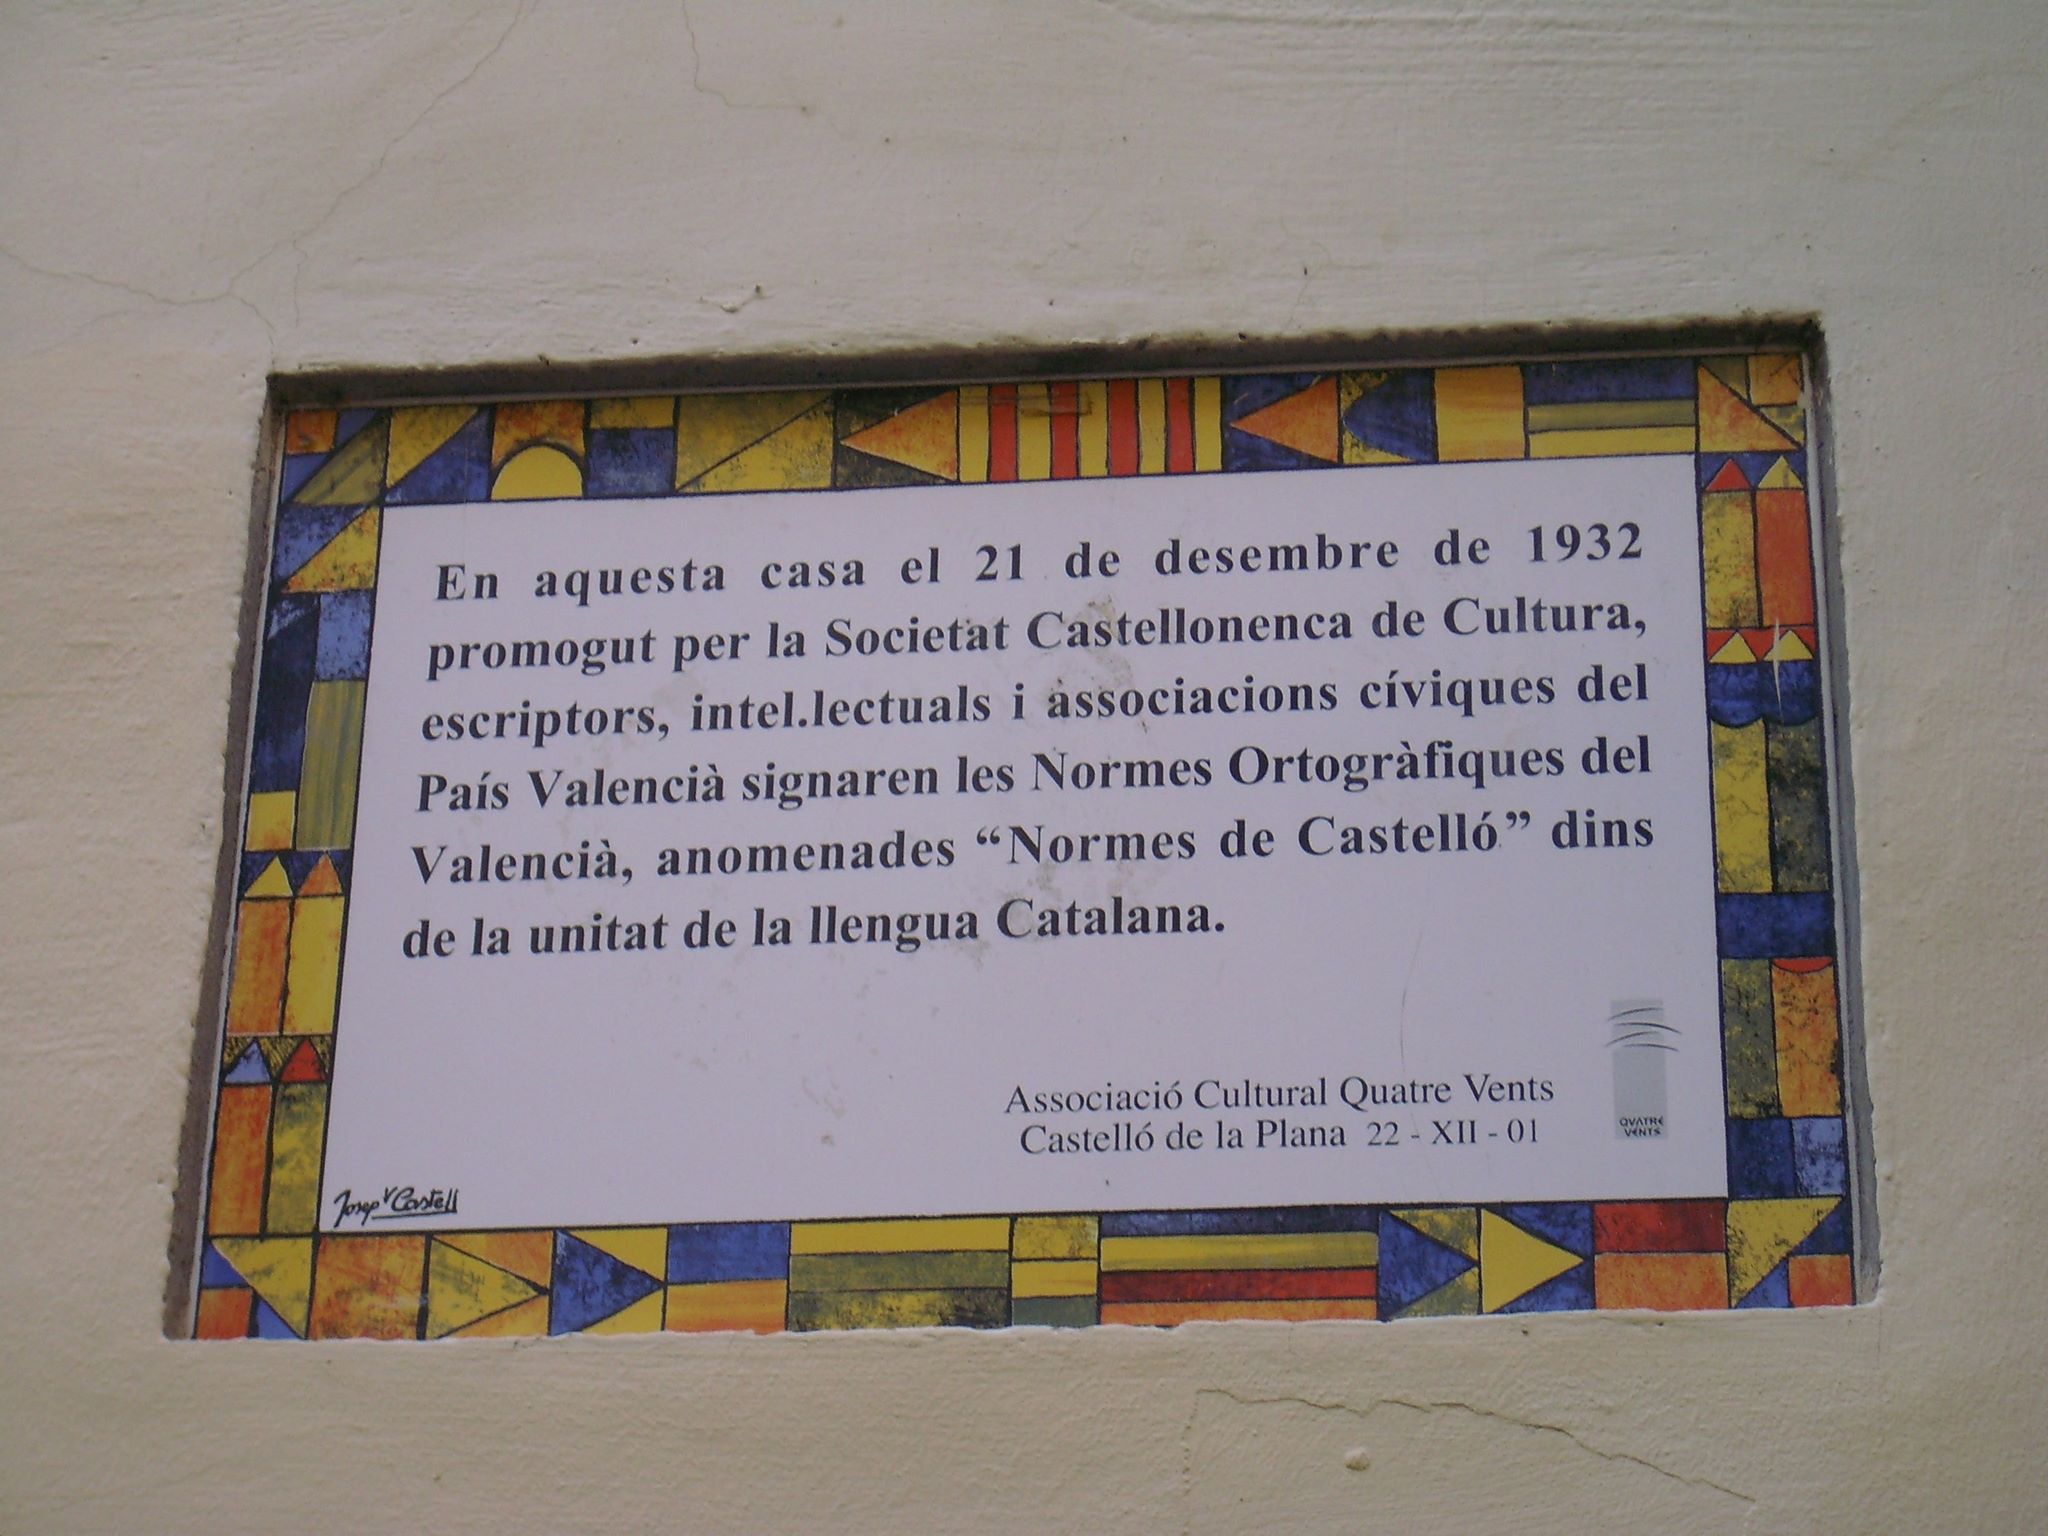 En aquesta casa el 21 de desembre de 1932
promogut per la Societat Castellonenca de Cultura,
escriptors, intel.lectuals i associacions cíviques del
País Valencià signaren les Normes Ortogràfiques del
Valencià, anomenades “Normes de Castelló” dins
de la unitat de la llengua Catalana.
Associació Cultural Quatre Vents
Castelló de la Plana 22 - XII - 01
QVATRE
VENTS
Josep V Castell